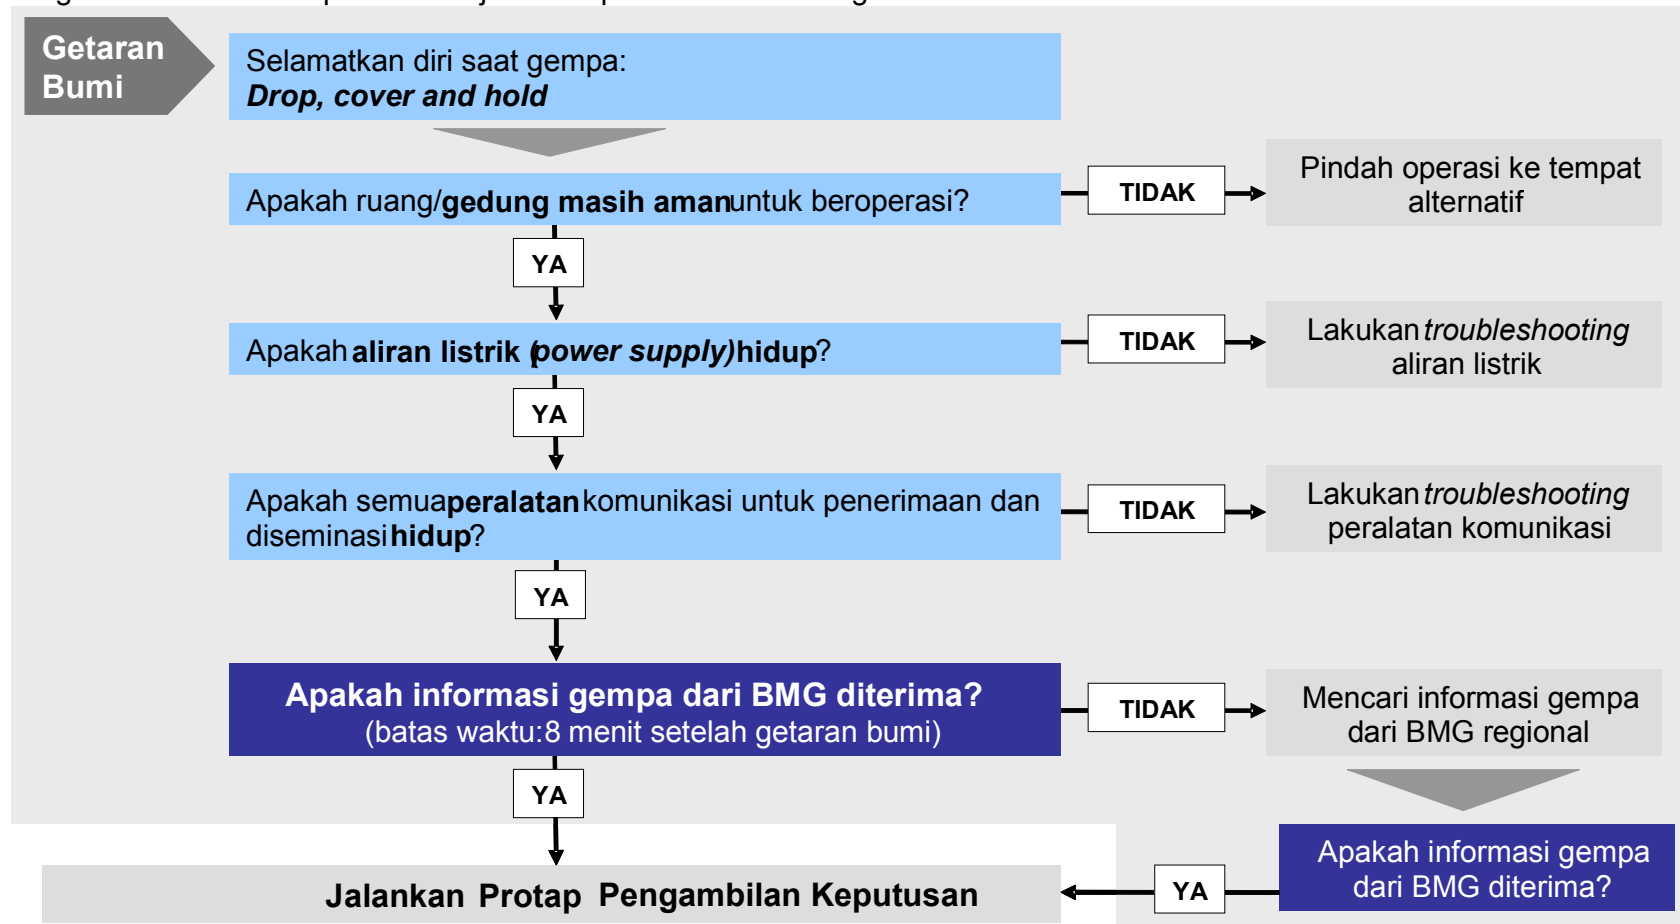 Getaran
Bumi
Selamatkan diri saat gempa:
Drop, cover and hold
Apakah ruang/gedung masih aman untuk beroperasi?
TIDAK
Pindah operasi ke tempat
alternatif
YA
Apakah aliran listrik (power supply) hidup?
TIDAK
Lakukan troubleshooting
aliran listrik
YA
Apakah semua peralatan komunikasi untuk penerimaan dan
diseminasi hidup?
TIDAK
Lakukan troubleshooting
peralatan komunikasi
YA
Apakah informasi gempa dari BMG diterima?
(batas waktu:8 menit setelah getaran bumi)
TIDAK
Mencari informasi gempa
dari BMG regional
YA
Apakah informasi gempa
dari BMG diterima?
YA
Jalankan Protap Pengambilan Keputusan